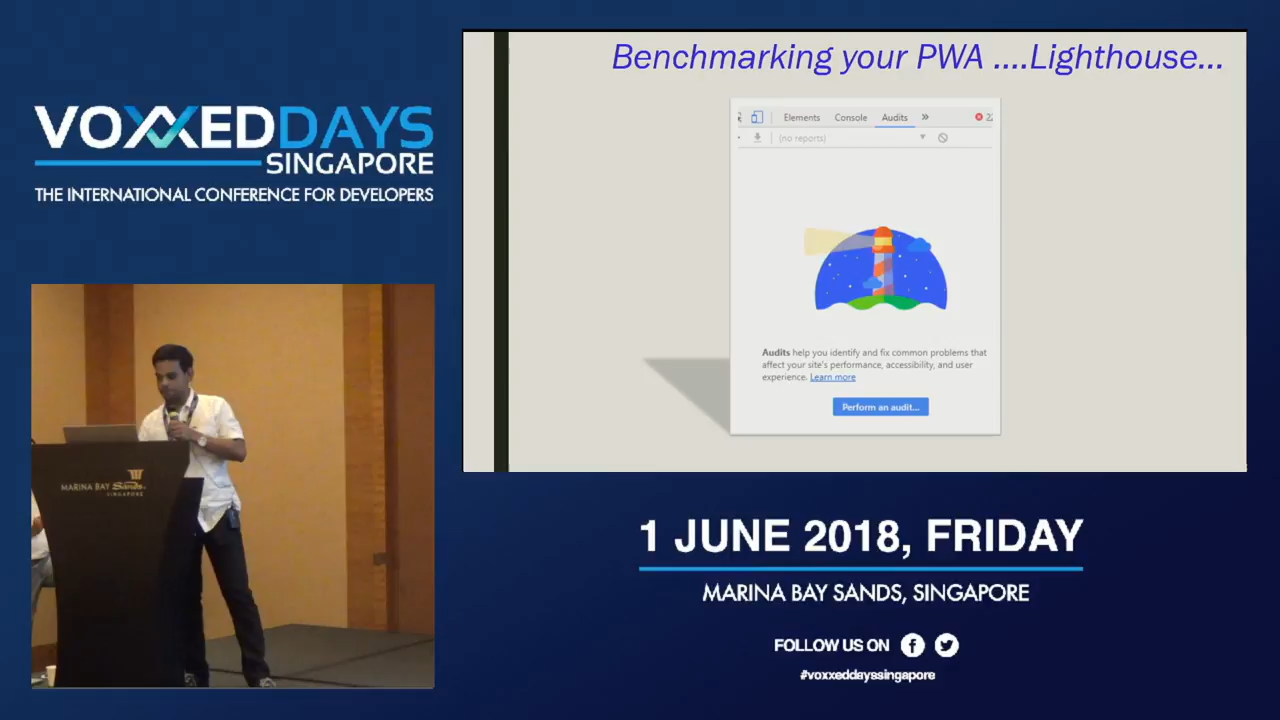 VOXXEDDAYS
SINGAPORE
THE INTERNATIONAL CONFERENCE FOR DEVELOPERS
MARINA BAY Sands.
SINGAPORE
Benchmarking your PWA ....Lighthouse...
Elements Console Audits »
(no reports)
Audits help you identify and fix common problems that
affect your site's performance, accessibility, and user
experience. Learn more
Perform an audit...
1 JUNE 2018, FRIDAY
MARINA BAY SANDS, SINGAPORE
FOLLOW US ON
#voxxeddayssingapore